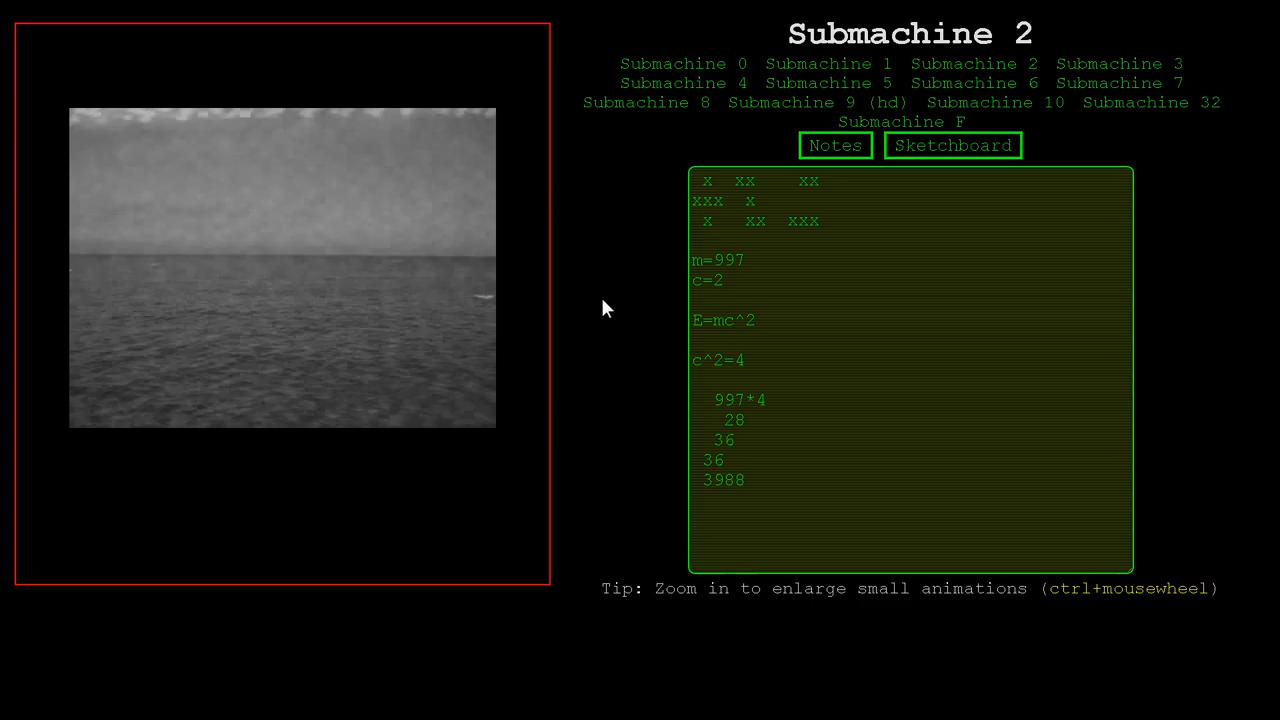 Submachine 2
Submachine 0 Submachine 1 Submachine 2 Submachine 3
Submachine 4 Submachine 5 Submachine 6 Submachine 7
Submachine 8 Submachine 9 (hd) Submachine 10 Submachine 32
Submachine F
Notes Sketchboard
x xx xx
xxx x
x xx xxx
m=997
c=2
E=mc^2
c^2=4
997*4
28
36
36
3988
Tip: Zoom in to enlarge small animations (ctrl+mousewheel)